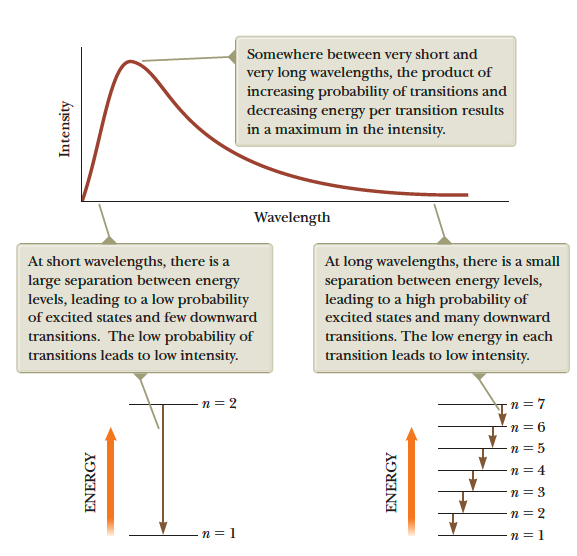 Somewhere between very short and
very long wavelengths, the product of
increasing probability of transitions and
decreasing energy per transition results
in a maximum in the intensity.
Intensity
Wavelength
At short wavelengths, there is a
large separation between energy
levels, leading to a low probability
of excited states and few downward
transitions. The low probability of
transitions leads to low intensity.
At long wavelengths, there is a small
separation between energy levels,
leading to a high probability of
excited states and many downward
transitions. The low energy in each
transition leads to low intensity.
ENERGY
n = 2
n = 1
ENERGY
n = 7
n = 6
n = 5
n = 4
n = 3
n = 2
n = 1